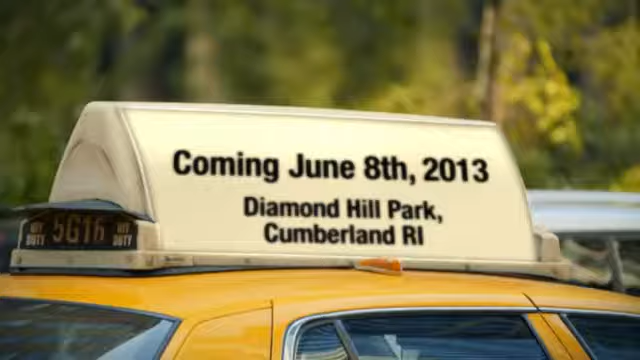 Coming June 8th, 2013
Diamond Hill Park,
Cumberland RI
OFF DUTY 5G16 OFF DUTY